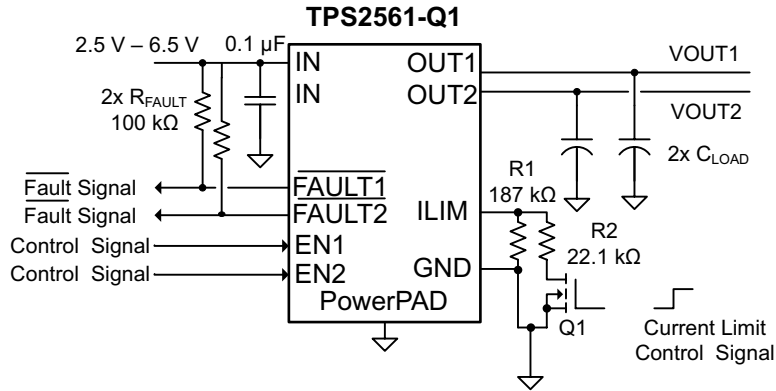 TPS2561-Q1
2.5 V – 6.5 V
0.1 µF
IN
IN
OUT1
OUT2
VOUT1
VOUT2
2x RFAULT
100 kΩ
2x CLOAD
Fault Signal
Fault Signal
Control Signal
Control Signal
FAULT1
FAULT2
EN1
EN2
ILIM
GND
PowerPAD
R1
187 kΩ
R2
22.1 kΩ
Q1
Current Limit
Control Signal